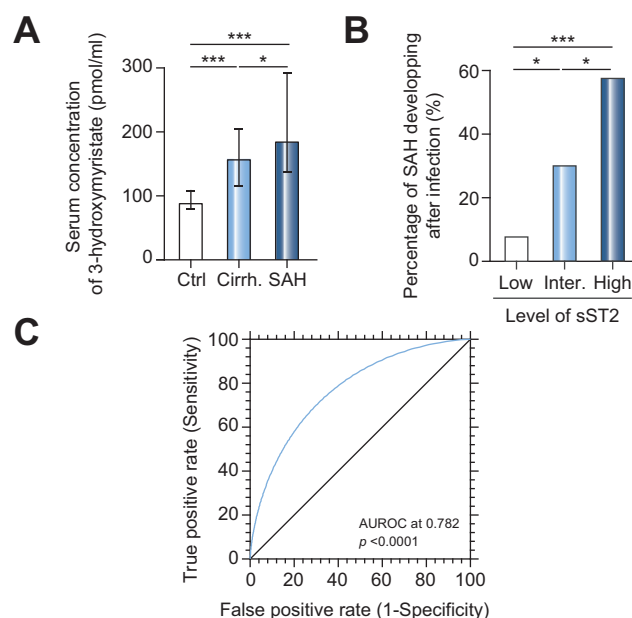 A
Serum concentration
of 3-hydroxymyristate (pmol/ml)
***
*** *
300
200
100
0
Ctrl Cirrh. SAH
B
Percentage of SAH developping
after infection (%)
***
* *
60
40
20
0
Low Inter. High
Level of sST2
C
True positive rate (Sensitivity)
100
80
60
40
20
0
AUROC at 0.782
p <0.0001
0 20 40 60 80 100
False positive rate (1-Specificity)